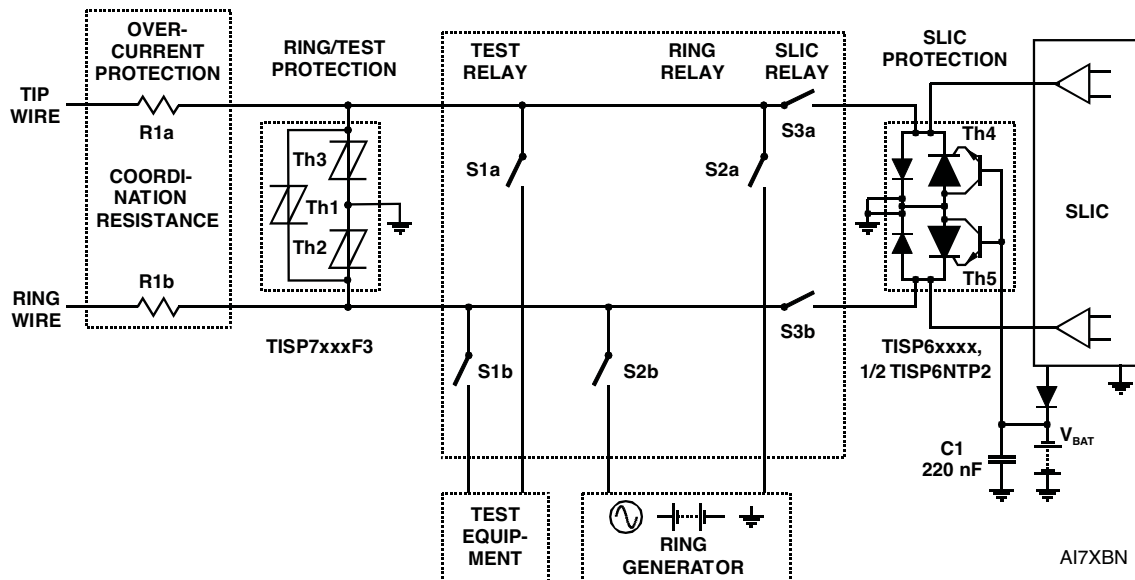 OVER-
CURRENT
PROTECTION
RING/TEST
PROTECTION
TEST
RELAY
RING
RELAY
SLIC
RELAY
SLIC
PROTECTION
TIP
WIRE
R1a
COORDI-
NATION
RESISTANCE
RING
WIRE
R1b
Th3
Th1
Th2
TISP7xxxF3
S1a
S1b
S2a
S2b
S3a
S3b
Th4
Th5
SLIC
TISP6xxxx,
1/2 TISP6NTP2
C1
220 nF
VBAT
TEST
EQUIP-
MENT
RING
GENERATOR
AI7XBN